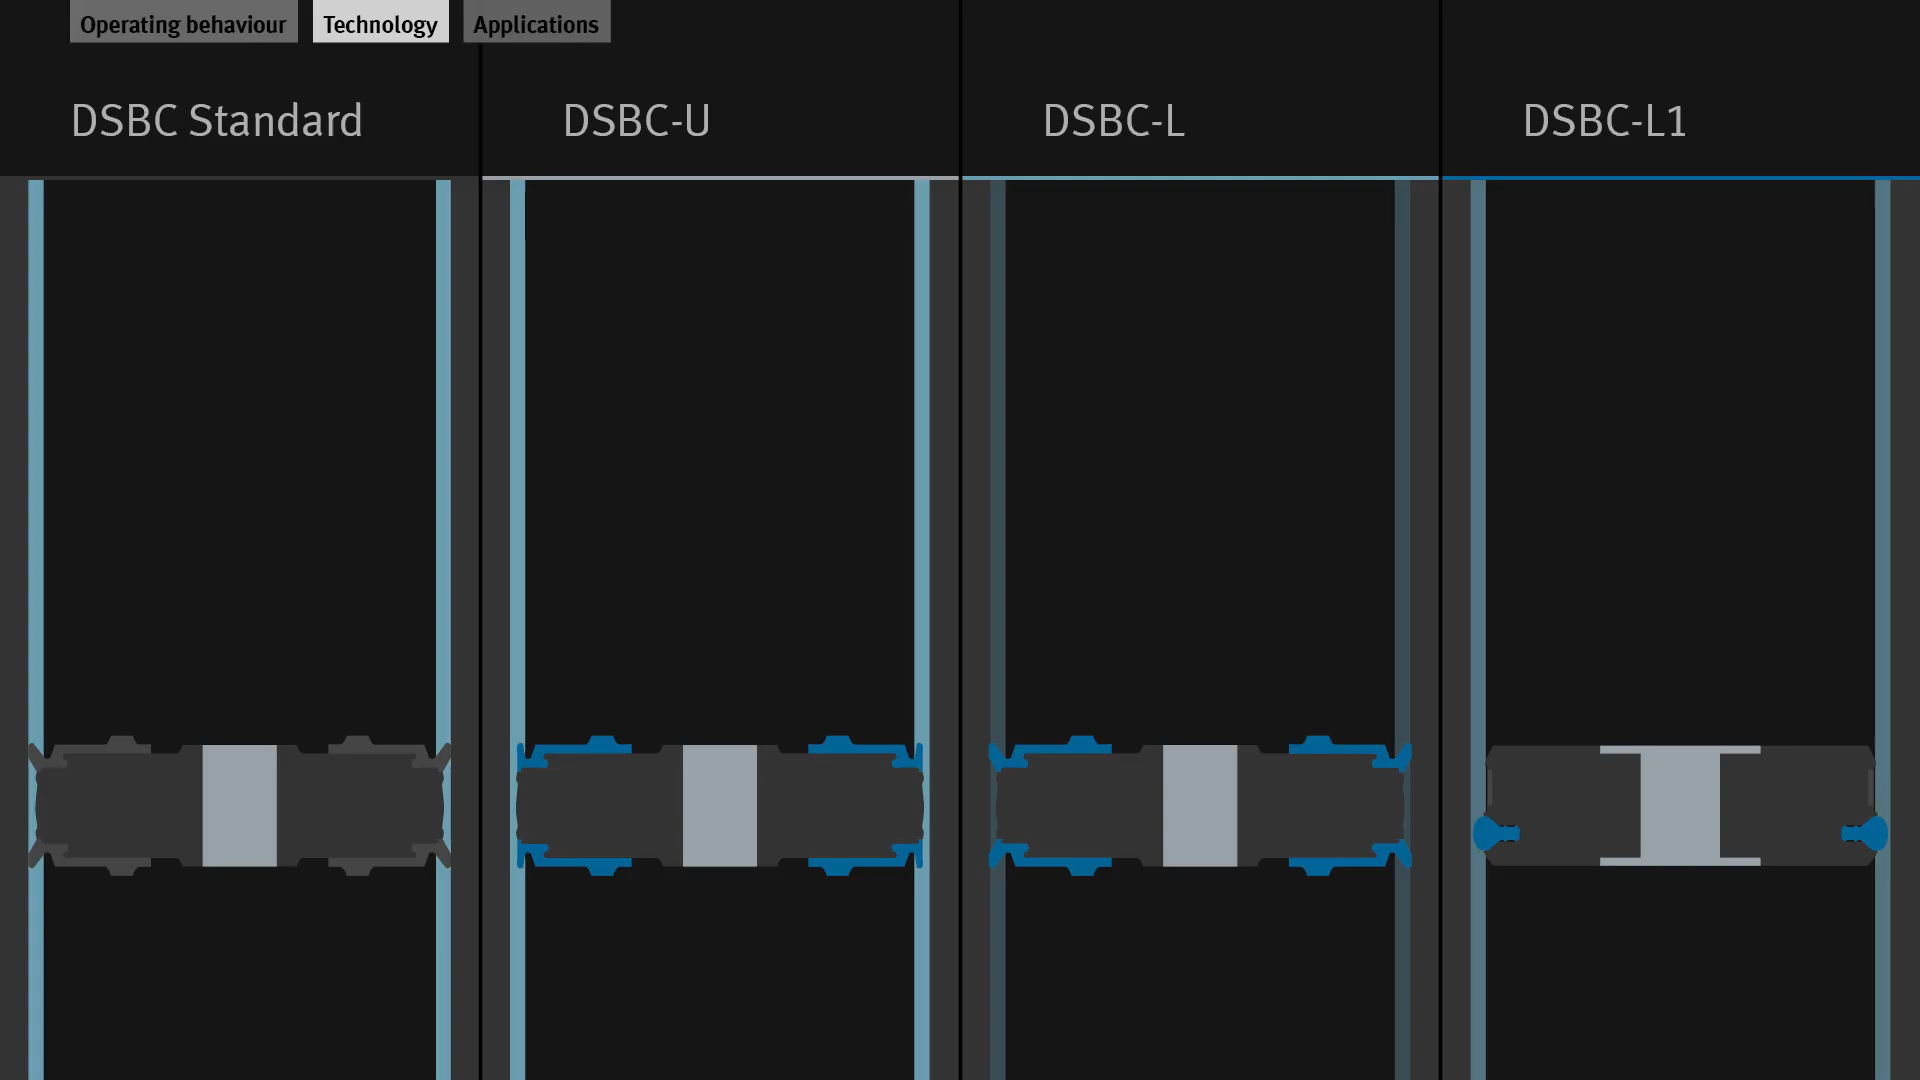 Operating behaviour Technology Applications
DSBC Standard DSBC-U DSBC-L DSBC-L1